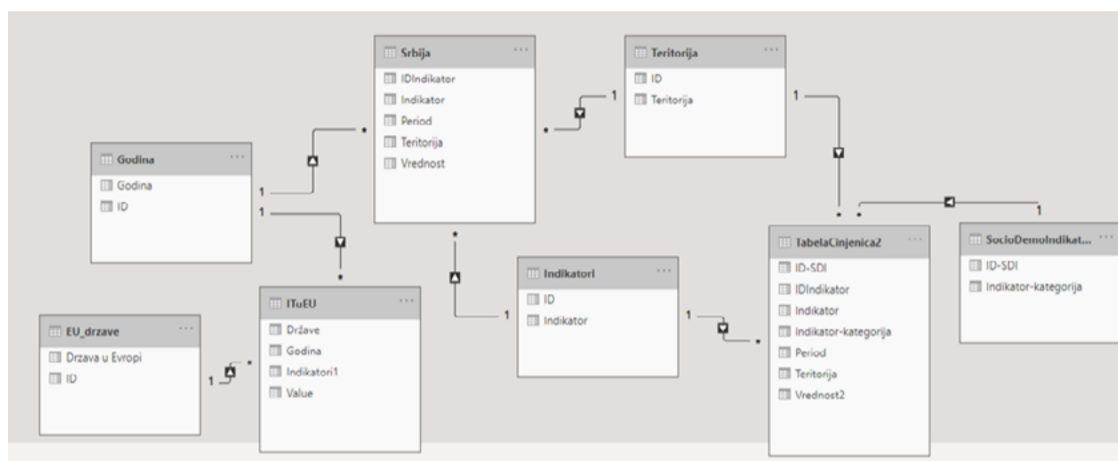 Srbija
IDIndikator
Indikator
Period
Teritorija
Vrednost
Teritorija
ID
Teritorija
Godina
Godina
ID
TabelaCinjenica2
ID-SDI
IDIndikator
Indikator
Indikator-kategorija
Period
Teritorija
Vrednost2
SocioDemoIndikat...
ID-SDI
Indikator-kategorija
Indikatori
ID
Indikator
ITuEU
Države
Godina
Indikatori1
Value
EU_drzave
Drzava u Evropi
ID
1
*
1
*
1
*
1
*
1
*
1
*
1
*
1
*